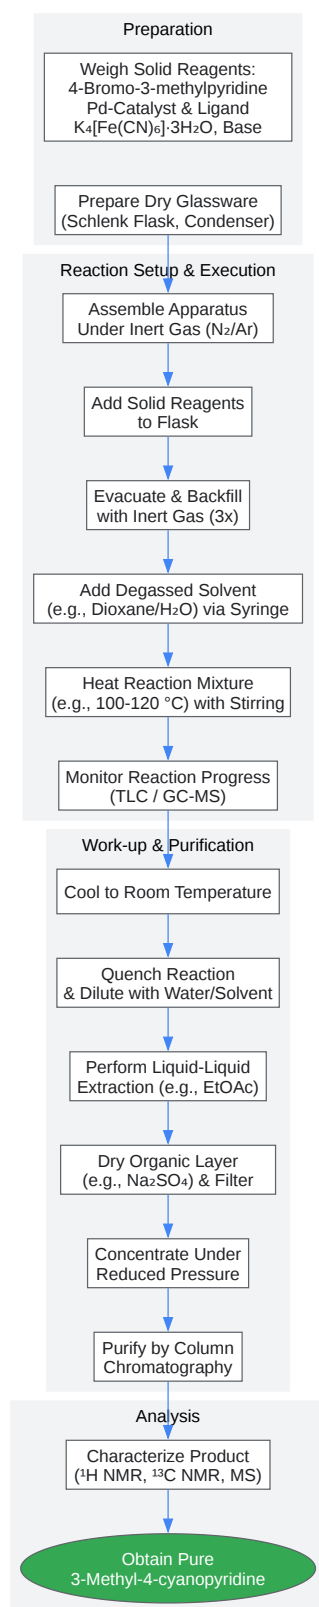 Preparation
Weigh Solid Reagents:
4-Bromo-3-methylpyridine
Pd-Catalyst & Ligand
K₄[Fe(CN)₆]·3H₂O, Base
Prepare Dry Glassware
(Schlenk Flask, Condenser)
Reaction Setup & Execution
Assemble Apparatus
Under Inert Gas (N₂/Ar)
Add Solid Reagents
to Flask
Evacuate & Backfill
with Inert Gas (3x)
Add Degassed Solvent
(e.g., Dioxane/H₂O) via Syringe
Heat Reaction Mixture
(e.g., 100-120 °C) with Stirring
Monitor Reaction Progress
(TLC / GC-MS)
Work-up & Purification
Cool to Room Temperature
Quench Reaction
& Dilute with Water/Solvent
Perform Liquid-Liquid
Extraction (e.g., EtOAc)
Dry Organic Layer
(e.g., Na₂SO₄) & Filter
Concentrate Under
Reduced Pressure
Purify by Column
Chromatography
Analysis
Characterize Product
(¹H NMR, ¹³C NMR, MS)
Obtain Pure
3-Methyl-4-cyanopyridine